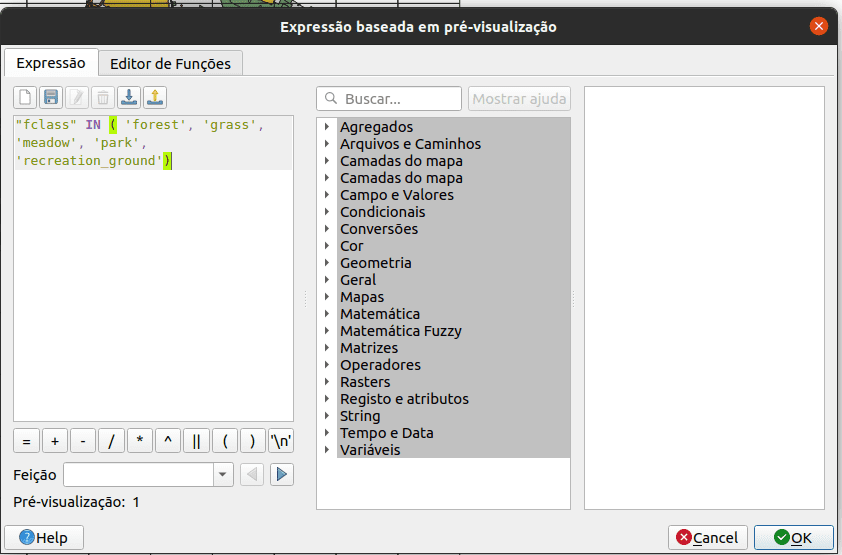 Expressão baseada em pré-visualização
Expressão
Editor de Funções
"fclass" IN ( 'forest', 'grass',
'meadow', 'park',
'recreation_ground')
Buscar...
Mostrar ajuda
Agregados
Arquivos e Caminhos
Camadas do mapa
Camadas do mapa
Campo e Valores
Condicionais
Conversões
Cor
Geometria
Geral
Mapas
Matemática
Matemática Fuzzy
Matrizes
Operadores
Rasters
Registo e atributos
String
Tempo e Data
Variáveis
= + - / * ^ || ( ) '\n'
Feição
Pré-visualização: 1
Help
Cancel
OK